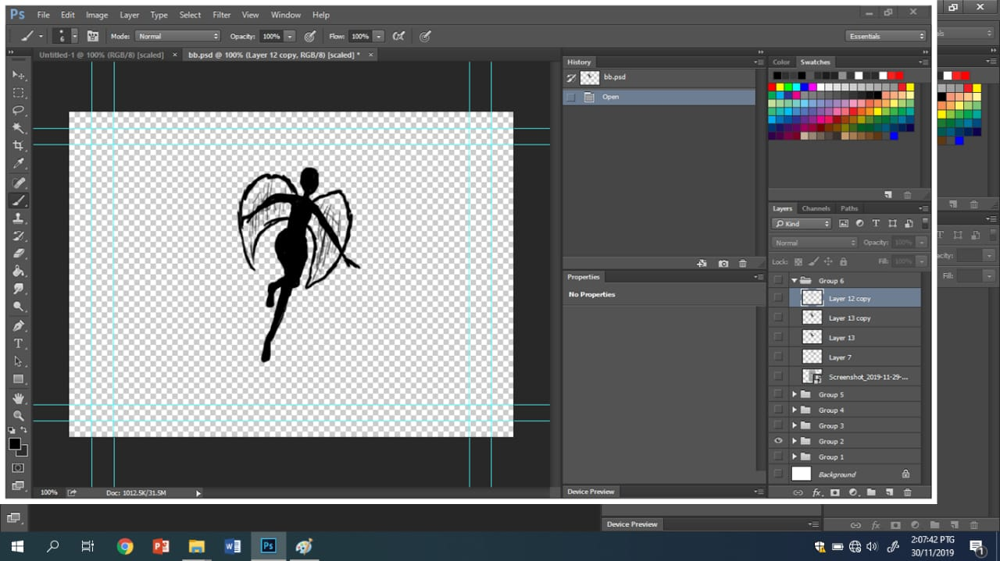 Ps File Edit Image Layer Type Select Filter View Window Help
6 Mode: Normal Opacity: 100% Flow: 100% Essentials
Untitled-1 @ 100% (RGB/8) [scaled] × bb.psd @ 100% (Layer 12 copy, RGB/8) [scaled] * ×
History
bb.psd
Open
Color Swatches
Properties
No Properties
Layers Channels Paths
Kind
Normal Opacity: 100%
Lock: Fill: 100%
Group 6
Layer 12 copy
Layer 13 copy
Layer 13
Layer 7
Screenshot_2019-11-29-...
Group 5
Group 4
Group 3
Group 2
Group 1
Background
Fill:
100% Doc: 1012.5K/31.5M
Device Preview
Device Preview
2:07:42 PTG
30/11/2019
1